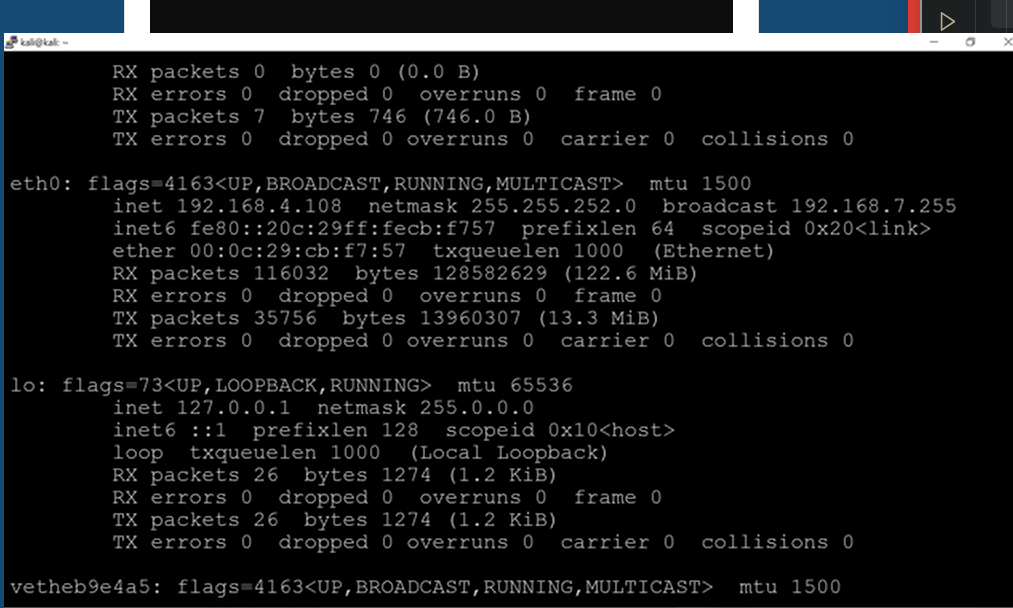 kali@kali: ~
RX packets 0  bytes 0 (0.0 B)
RX errors 0  dropped 0  overruns 0  frame 0
TX packets 7  bytes 746 (746.0 B)
TX errors 0  dropped 0 overruns 0  carrier 0  collisions 0
eth0: flags=4163<UP,BROADCAST,RUNNING,MULTICAST>  mtu 1500
inet 192.168.4.108  netmask 255.255.252.0  broadcast 192.168.7.255
inet6 fe80::20c:29ff:fecb:f757  prefixlen 64  scopeid 0x20<link>
ether 00:0c:29:cb:f7:57  txqueuelen 1000  (Ethernet)
RX packets 116032  bytes 128582629 (122.6 MiB)
RX errors 0  dropped 0  overruns 0  frame 0
TX packets 35756  bytes 13960307 (13.3 MiB)
TX errors 0  dropped 0 overruns 0  carrier 0  collisions 0
lo: flags=73<UP,LOOPBACK,RUNNING>  mtu 65536
inet 127.0.0.1  netmask 255.0.0.0
inet6 ::1  prefixlen 128  scopeid 0x10<host>
loop  txqueuelen 1000  (Local Loopback)
RX packets 26  bytes 1274 (1.2 KiB)
RX errors 0  dropped 0  overruns 0  frame 0
TX packets 26  bytes 1274 (1.2 KiB)
TX errors 0  dropped 0 overruns 0  carrier 0  collisions 0
vetheb9e4a5: flags=4163<UP,BROADCAST,RUNNING,MULTICAST>  mtu 1500